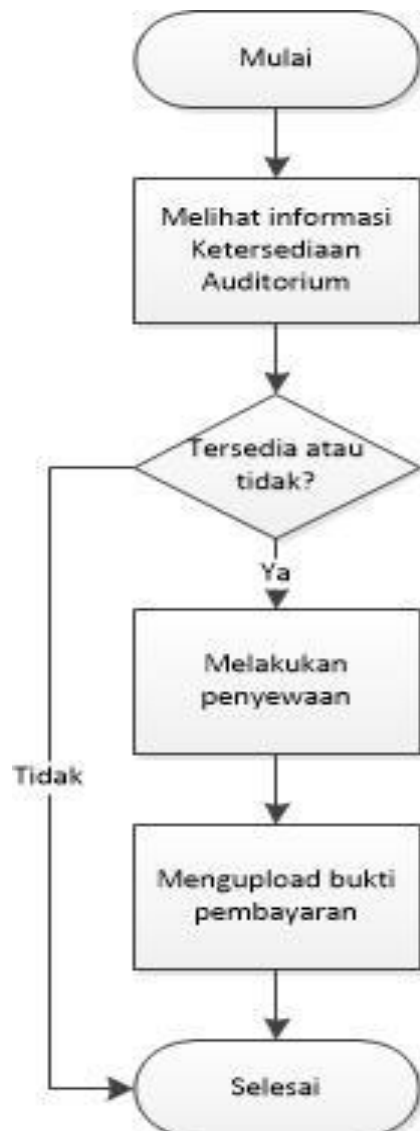 Mulai
Melihat informasi
Ketersediaan
Auditorium
Tersedia atau
tidak?
Ya
Melakukan
penyewaan
Tidak
Mengupload bukti
pembayaran
Selesai